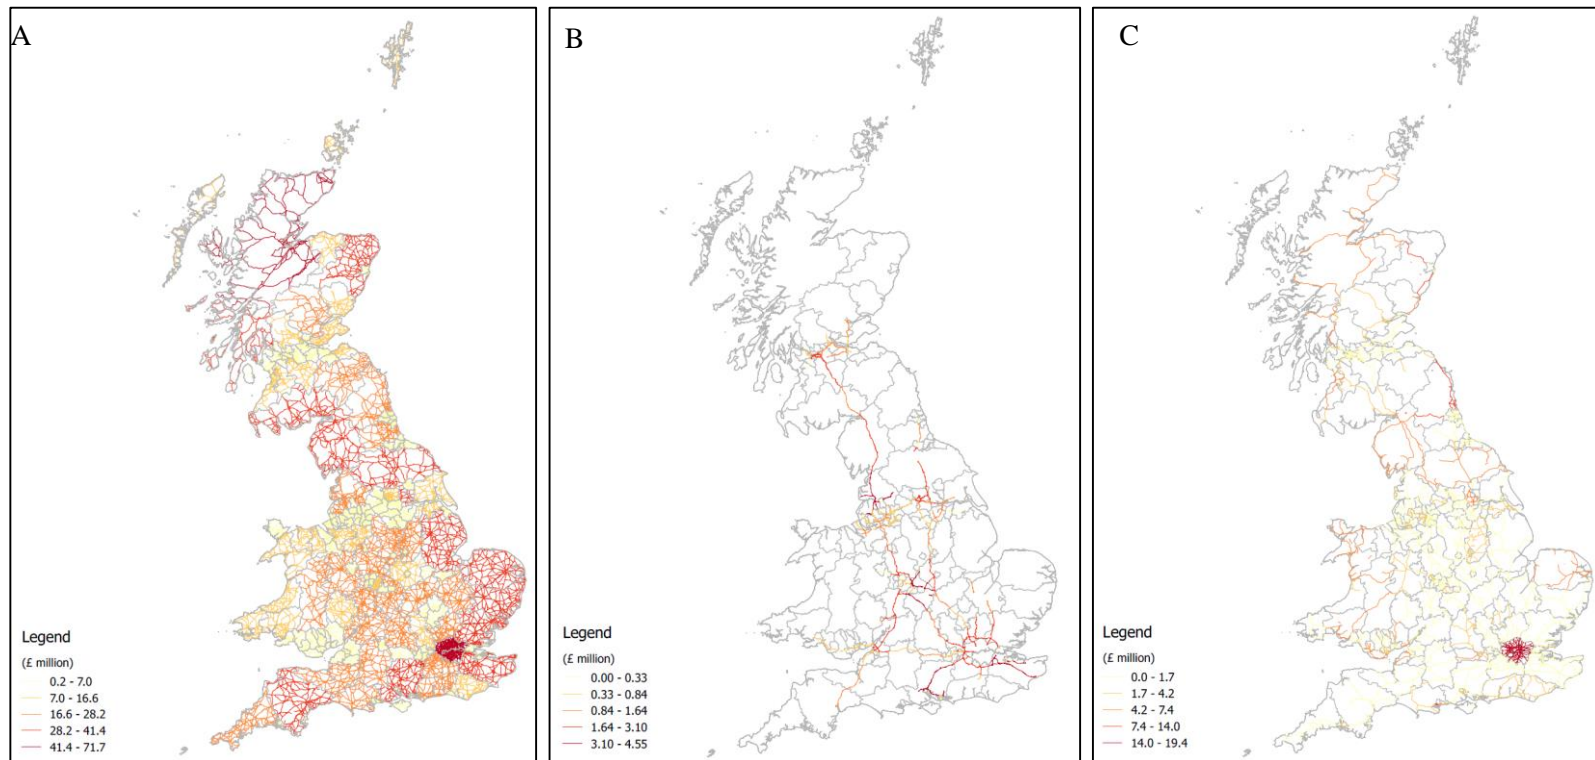 A
Legend
(£ million)
0.2 - 7.0
7.0 - 16.6
16.6 - 28.2
28.2 - 41.4
41.4 - 71.7
B
Legend
(£ million)
0.00 - 0.33
0.33 - 0.84
0.84 - 1.64
1.64 - 3.10
3.10 - 4.55
C
Legend
(£ million)
0.0 - 1.7
1.7 - 4.2
4.2 - 7.4
7.4 - 14.0
14.0 - 19.4